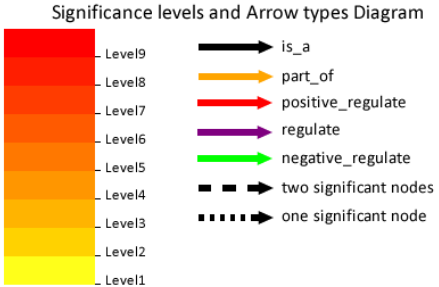 Significance levels and Arrow types Diagram
Level9
Level8
Level7
Level6
Level5
Level4
Level3
Level2
Level1
is_a
part_of
positive_regulate
regulate
negative_regulate
two significant nodes
one significant node